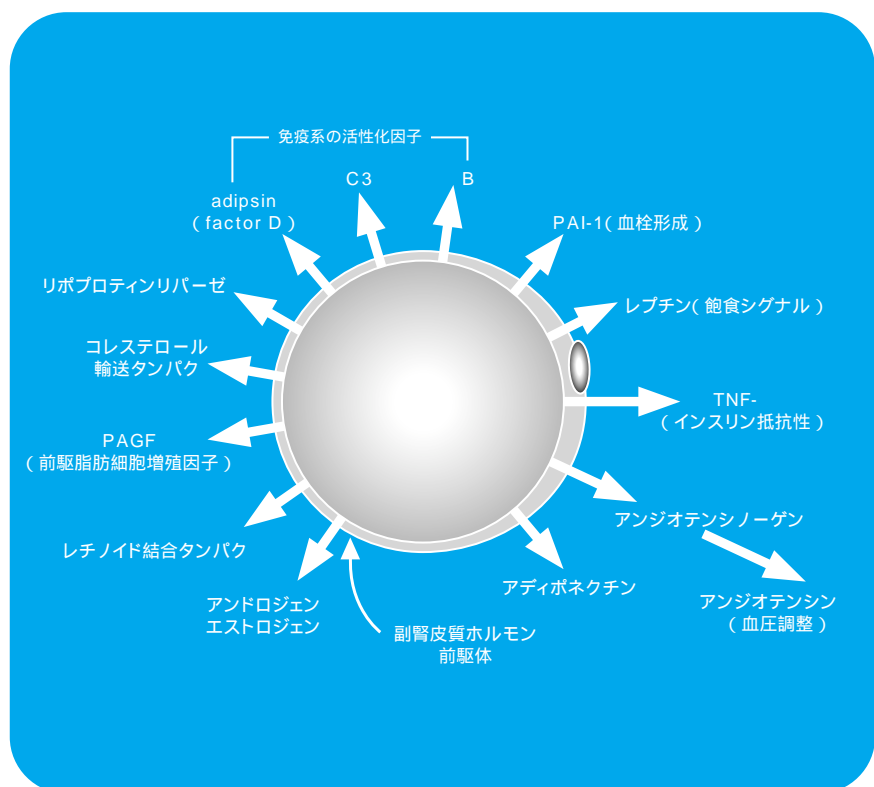 免疫系の活性化因子
adipsin
（factor D）
C3
B
PAI-1（血栓形成）
リポプロティンリパーゼ
レプチン（飽食シグナル）
コレステロール
輸送タンパク
TNF-
（インスリン抵抗性）
PAGF
（前駆脂肪細胞増殖因子）
アンジオテンシノーゲン
レチノイド結合タンパク
アディポネクチン
アンジオテンシン
（血圧調整）
アンドロジェン
エストロジェン
副腎皮質ホルモン
前駆体